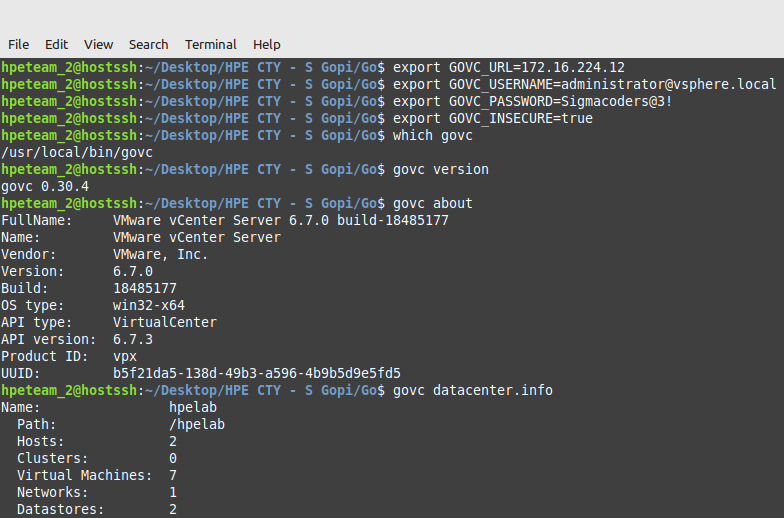 File Edit View Search Terminal Help
hpeteam_2@hostssh:~/Desktop/HPE CTY - S Gopi/Go$ export GOVC_URL=172.16.224.12
hpeteam_2@hostssh:~/Desktop/HPE CTY - S Gopi/Go$ export GOVC_USERNAME=administrator@vsphere.local
hpeteam_2@hostssh:~/Desktop/HPE CTY - S Gopi/Go$ export GOVC_PASSWORD=Sigmacoders@3!
hpeteam_2@hostssh:~/Desktop/HPE CTY - S Gopi/Go$ export GOVC_INSECURE=true
hpeteam_2@hostssh:~/Desktop/HPE CTY - S Gopi/Go$ which govc
/usr/local/bin/govc
hpeteam_2@hostssh:~/Desktop/HPE CTY - S Gopi/Go$ govc version
govc 0.30.4
hpeteam_2@hostssh:~/Desktop/HPE CTY - S Gopi/Go$ govc about
FullName:     VMware vCenter Server 6.7.0 build-18485177
Name:         VMware vCenter Server
Vendor:       VMware, Inc.
Version:      6.7.0
Build:        18485177
OS type:      win32-x64
API type:     VirtualCenter
API version:  6.7.3
Product ID:   vpx
UUID:         b5f21da5-138d-49b3-a596-4b9b5d9e5fd5
hpeteam_2@hostssh:~/Desktop/HPE CTY - S Gopi/Go$ govc datacenter.info
Name:                hpelab
  Path:              /hpelab
  Hosts:             2
  Clusters:          0
  Virtual Machines:  7
  Networks:          1
  Datastores:        2